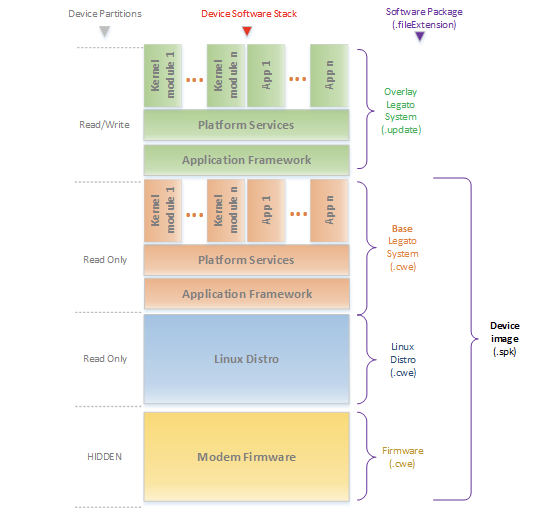 Device Partitions
Device Software Stack
Software Package
(.fileExtension)
Kernel
module 1
...
Kernel
module n
App 1
...
App n
Read/Write
Platform Services
Application Framework
Overlay
Legato
System
(.update)
Kernel
module 1
...
Kernel
module n
App 1
...
App n
Read Only
Platform Services
Application Framework
Base
Legato
System
(.cwe)
Read Only
Linux Distro
Linux
Distro
(.cwe)
Device
image
(.spk)
HIDDEN
Modem Firmware
Firmware
(.cwe)